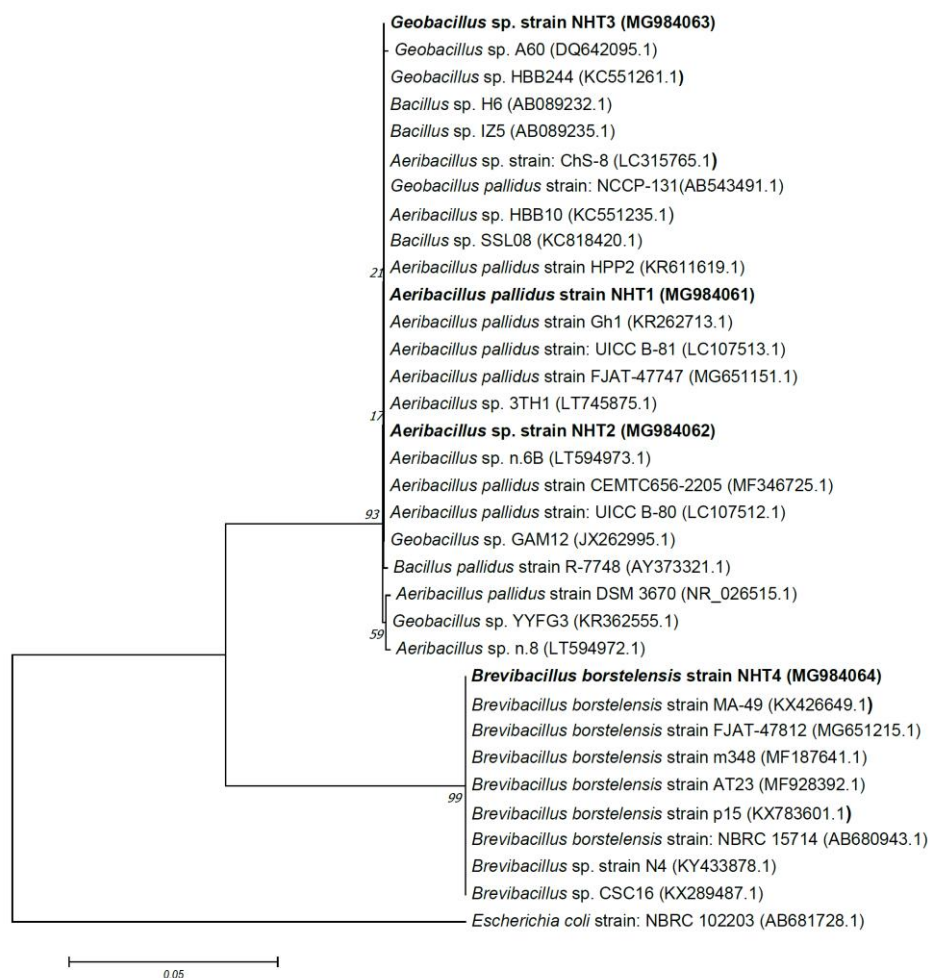 Geobacillus sp. strain NHT3 (MG984063)
Geobacillus sp. A60 (DQ642095.1)
Geobacillus sp. HBB244 (KC551261.1)
Bacillus sp. H6 (AB089232.1)
Bacillus sp. IZ5 (AB089235.1)
Aeribacillus sp. strain: ChS-8 (LC315765.1)
Geobacillus pallidus strain: NCCP-131(AB543491.1)
Aeribacillus sp. HBB10 (KC551235.1)
Bacillus sp. SSL08 (KC818420.1)
Aeribacillus pallidus strain HPP2 (KR611619.1)
21
Aeribacillus pallidus strain NHT1 (MG984061)
Aeribacillus pallidus strain Gh1 (KR262713.1)
Aeribacillus pallidus strain: UICC B-81 (LC107513.1)
Aeribacillus pallidus strain FJAT-47747 (MG651151.1)
Aeribacillus sp. 3TH1 (LT745875.1)
17
Aeribacillus sp. strain NHT2 (MG984062)
Aeribacillus sp. n.6B (LT594973.1)
Aeribacillus pallidus strain CEMTC656-2205 (MF346725.1)
Aeribacillus pallidus strain: UICC B-80 (LC107512.1)
93
Geobacillus sp. GAM12 (JX262995.1)
Bacillus pallidus strain R-7748 (AY373321.1)
Aeribacillus pallidus strain DSM 3670 (NR_026515.1)
Geobacillus sp. YYFG3 (KR362555.1)
59
Aeribacillus sp. n.8 (LT594972.1)
Brevibacillus borstelensis strain NHT4 (MG984064)
Brevibacillus borstelensis strain MA-49 (KX426649.1)
Brevibacillus borstelensis strain FJAT-47812 (MG651215.1)
Brevibacillus borstelensis strain m348 (MF187641.1)
Brevibacillus borstelensis strain AT23 (MF928392.1)
99
Brevibacillus borstelensis strain p15 (KX783601.1)
Brevibacillus borstelensis strain: NBRC 15714 (AB680943.1)
Brevibacillus sp. strain N4 (KY433878.1)
Brevibacillus sp. CSC16 (KX289487.1)
Escherichia coli strain: NBRC 102203 (AB681728.1)
0.05